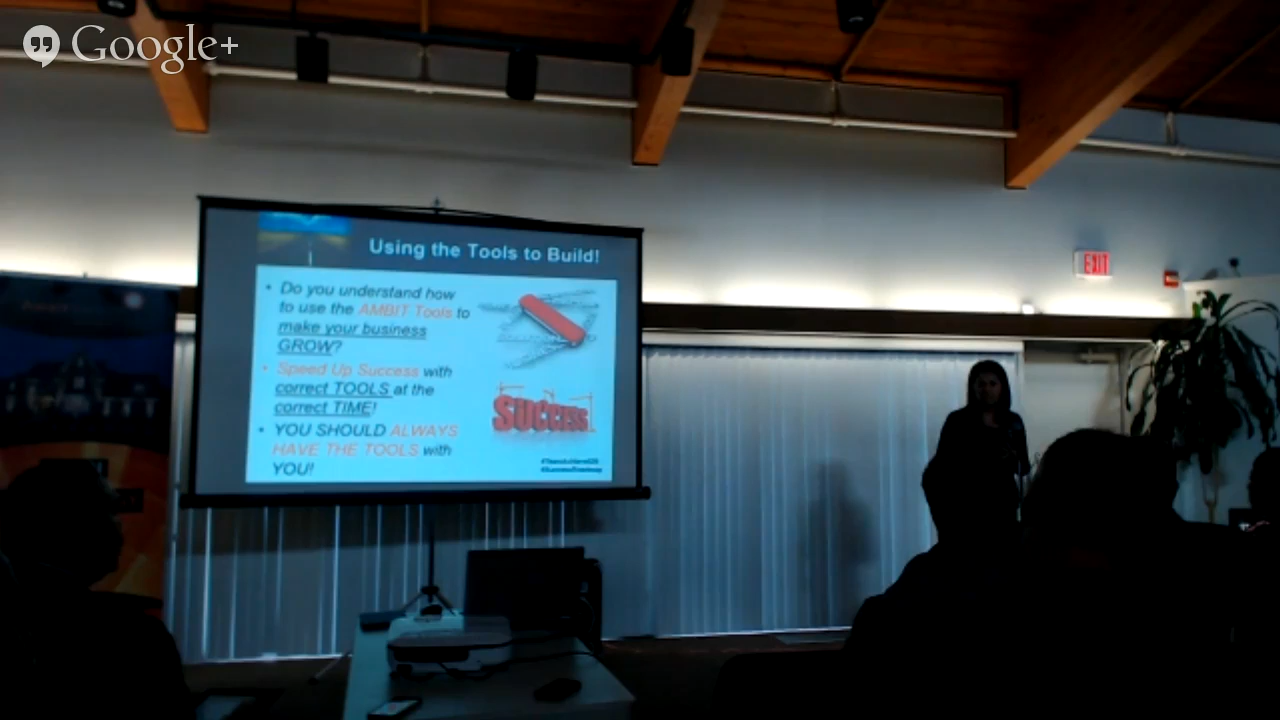 Google+
Using the Tools to Build!
• Do you understand how
to use the AMBIT Tools to
make your business
GROW?
• Speed Up Success with
correct TOOLS at the
correct TIME!
• YOU SHOULD ALWAYS
HAVE THE TOOLS with
YOU!
SUCCESS
EXIT